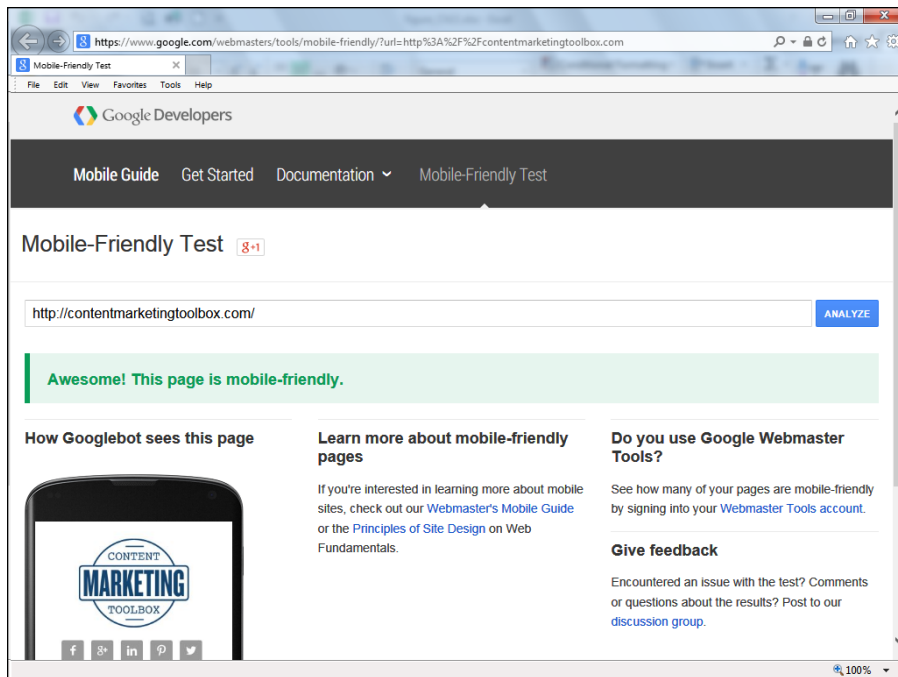 https://www.google.com/webmasters/tools/mobile-friendly/?url=http%3A%2F%2Fcontentmarketingtoolbox.com
Mobile-Friendly Test
File Edit View Favorites Tools Help
Google Developers
Mobile Guide Get Started Documentation Mobile-Friendly Test
Mobile-Friendly Test g+1
http://contentmarketingtoolbox.com/ ANALYZE
Awesome! This page is mobile-friendly.
How Googlebot sees this page
CONTENT
MARKETING
TOOLBOX
f g+ in p
Learn more about mobile-friendly
pages
If you're interested in learning more about mobile
sites, check out our Webmaster's Mobile Guide
or the Principles of Site Design on Web
Fundamentals.
Do you use Google Webmaster
Tools?
See how many of your pages are mobile-friendly
by signing into your Webmaster Tools account.
Give feedback
Encountered an issue with the test? Comments
or questions about the results? Post to our
discussion group.
100%